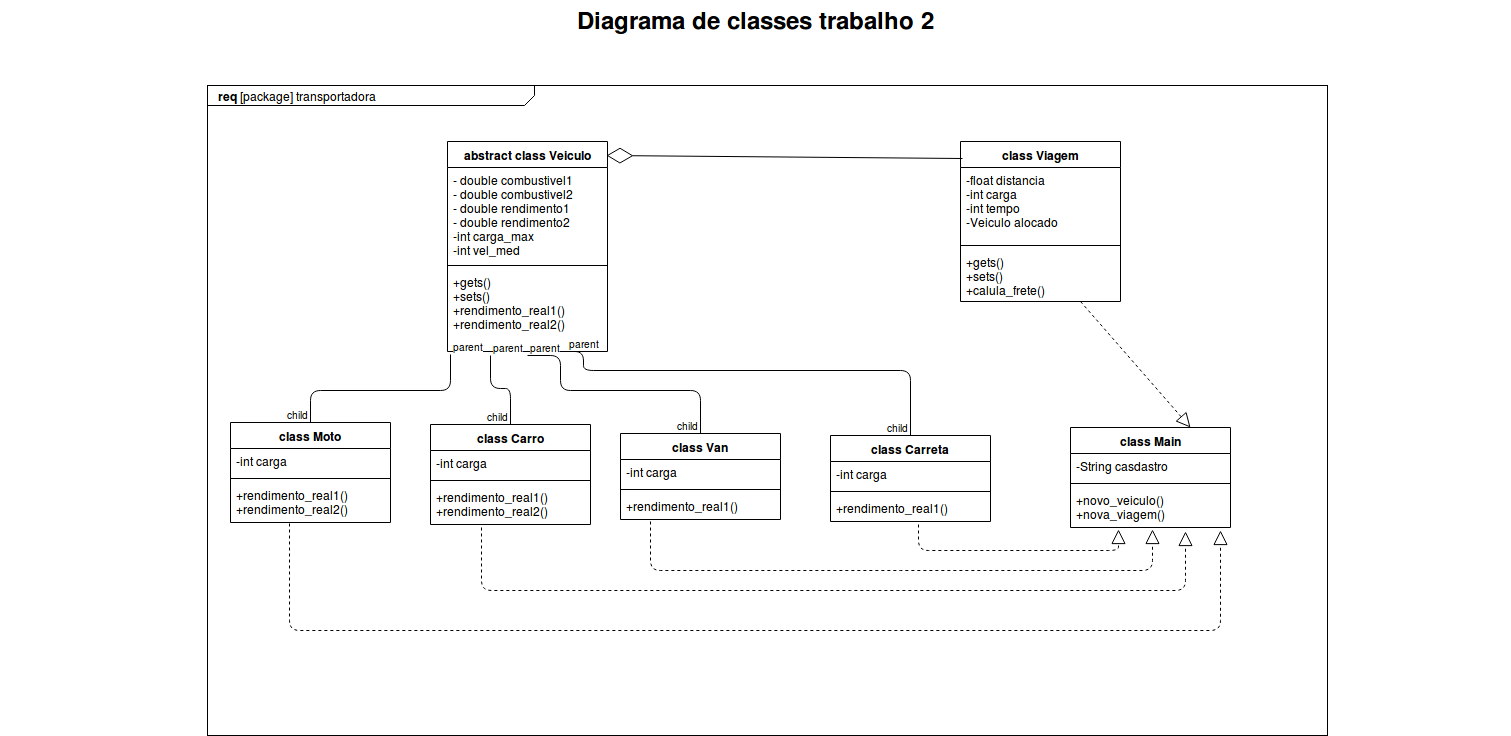 Diagrama de classes trabalho 2
req [package] transportadora
abstract class Veiculo
- double combustivel1
- double combustivel2
- double rendimento1
- double rendimento2
-int carga_max
-int vel_med
+gets()
+sets()
+rendimento_real1()
+rendimento_real2()
class Viagem
-float distancia
-int carga
-int tempo
-Veiculo alocado
+gets()
+sets()
+calula_frete()
parent
parent
parent
parent
child
child
child
child
class Moto
-int carga
+rendimento_real1()
+rendimento_real2()
class Carro
-int carga
+rendimento_real1()
+rendimento_real2()
class Van
-int carga
+rendimento_real1()
class Carreta
-int carga
+rendimento_real1()
class Main
-String casdastro
+novo_veiculo()
+nova_viagem()